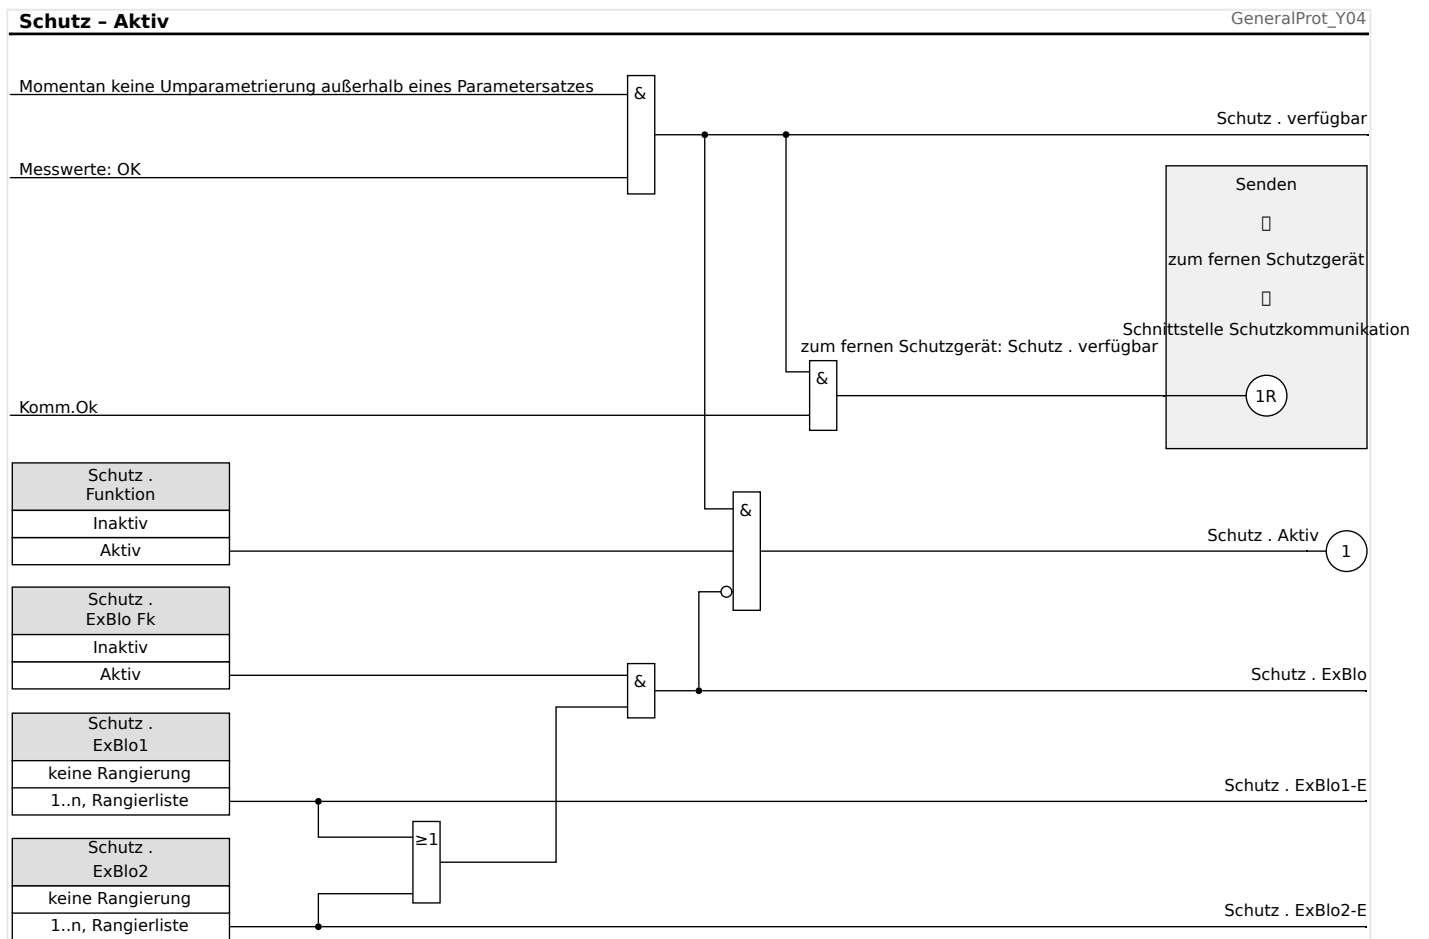 Schutz – Aktiv
GeneralProt_Y04
Momentan keine Umparametrierung außerhalb eines Parametersatzes
&
Schutz . verfügbar
Messwerte: OK
Senden
zum fernen Schutzgerät
Schnittstelle Schutzkommunikation
zum fernen Schutzgerät: Schutz . verfügbar
&
1R
Komm.Ok
Schutz .
Funktion
Inaktiv
Aktiv
&
Schutz . Aktiv
1
Schutz .
ExBlo Fk
Inaktiv
Aktiv
&
Schutz . ExBlo
Schutz .
ExBlo1
keine Rangierung
1..n, Rangierliste
Schutz . ExBlo1-E
≥1
Schutz .
ExBlo2
keine Rangierung
1..n, Rangierliste
Schutz . ExBlo2-E